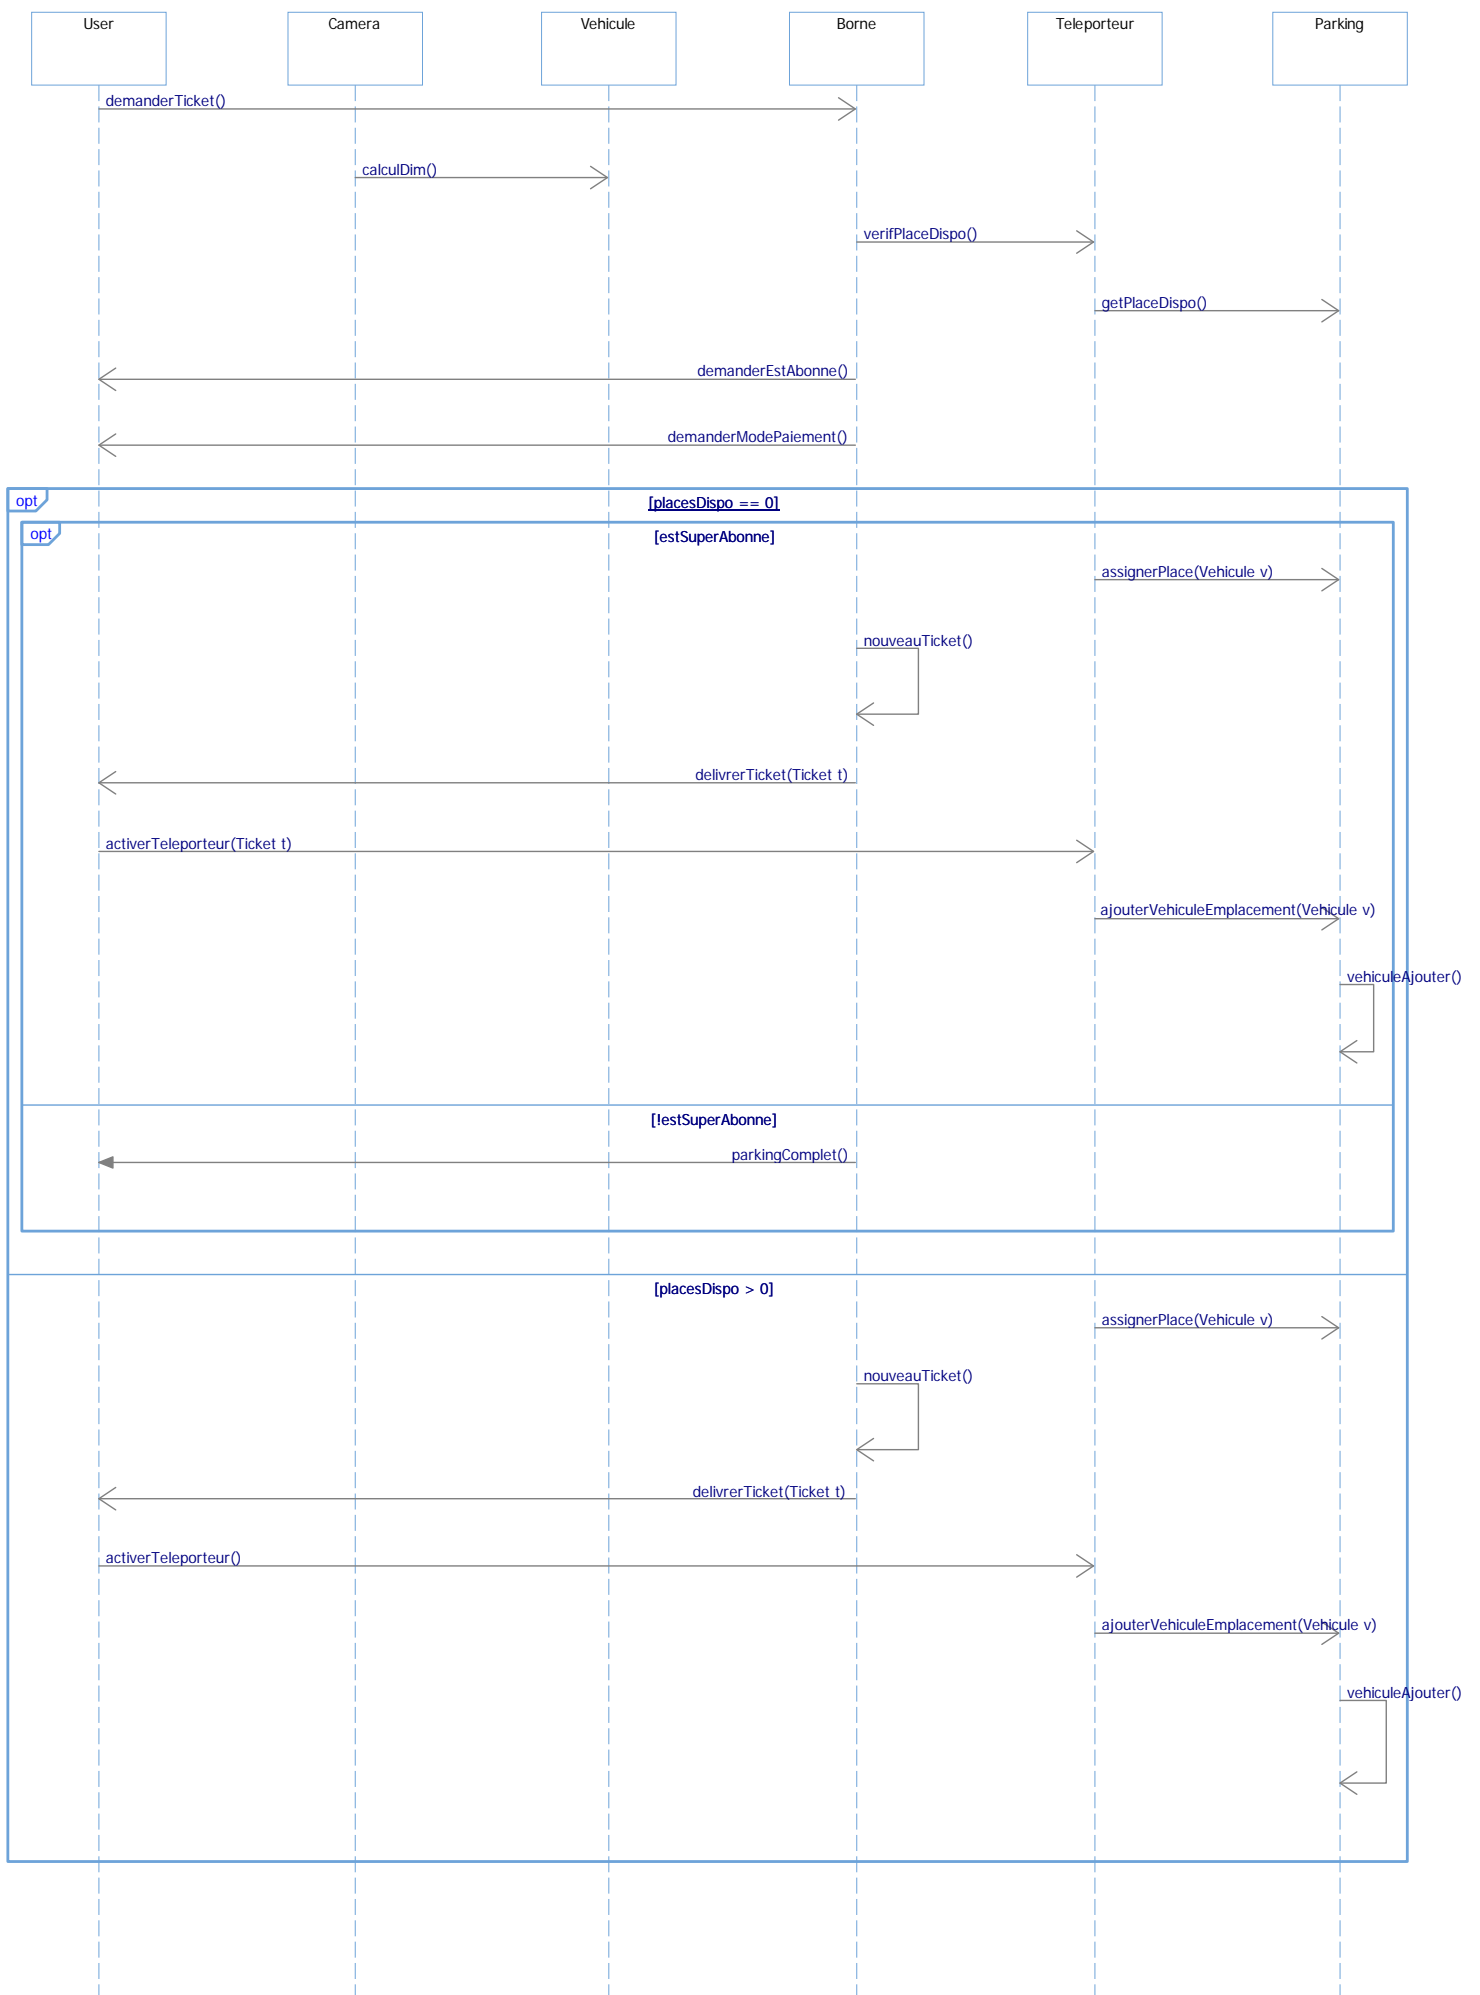 User
Camera
Vehicule
Borne
Teleporteur
Parking
demanderTicket()
calculDim()
verifPlaceDispo()
getPlaceDispo()
demanderEstAbonne()
demanderModePaiement()
opt
[placesDispo == 0]
opt
[estSuperAbonne]
assignerPlace(Vehicule v)
nouveauTicket()
delivrerTicket(Ticket t)
activerTeleporteur(Ticket t)
ajouterVehiculeEmplacement(Vehicule v)
vehiculeAjouter()
[!estSuperAbonne]
parkingComplet()
[placesDispo > 0]
assignerPlace(Vehicule v)
nouveauTicket()
delivrerTicket(Ticket t)
activerTeleporteur()
ajouterVehiculeEmplacement(Vehicule v)
vehiculeAjouter()